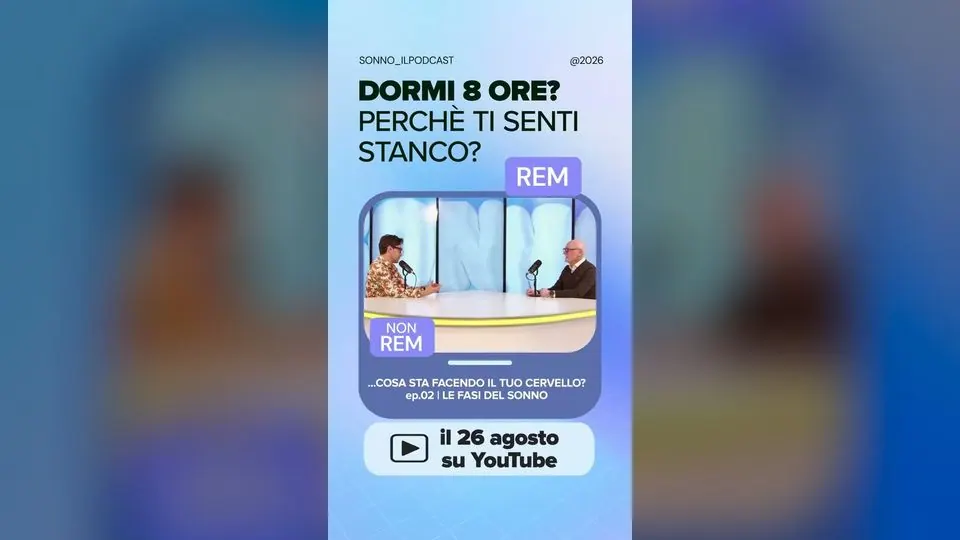 SONNO_ILPODCAST @2026
DORMI 8 ORE?
PERCHÈ TI SENTI
STANCO?
REM
NON
REM
...COSA STA FACENDO IL TUO CERVELLO?
ep.02 | LE FASI DEL SONNO
il 26 agosto
su YouTube